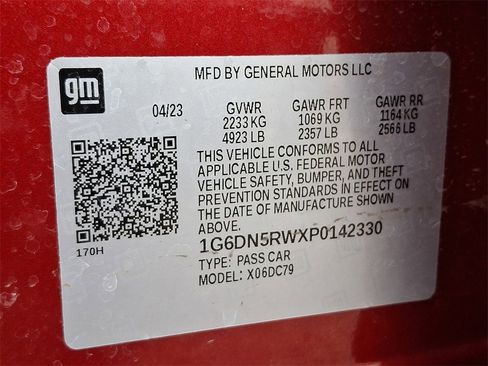 gm
MFD BY GENERAL MOTORS LLC
04/23 GVWR GAWR FRT GAWR RR
2233 KG 1069 KG 1164 KG
4923 LB 2357 LB 2566 LB
THIS VEHICLE CONFORMS TO ALL
APPLICABLE U.S. FEDERAL MOTOR
VEHICLE SAFETY, BUMPER, AND THEFT
PREVENTION STANDARDS IN EFFECT ON
THE DATE OF MANUFACTURE SHOWN
ABOVE.
170H
1G6DN5RWXP0142330
TYPE: PASS CAR
MODEL: X06DC79